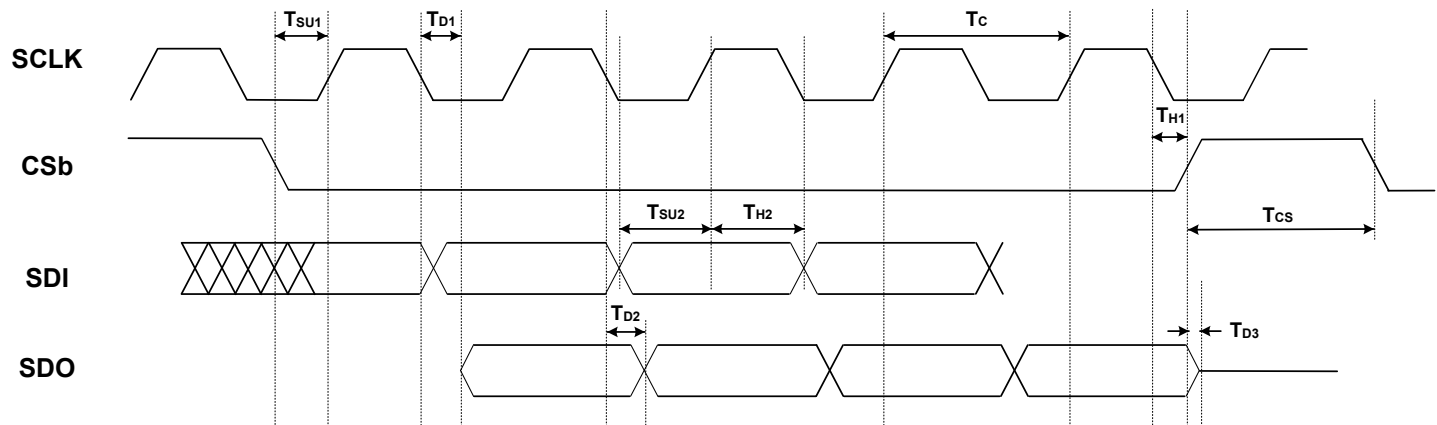 TSU1
TD1
TC
SCLK
TH1
CSb
TSU2
TH2
TCS
SDI
TD2
TD3
SDO